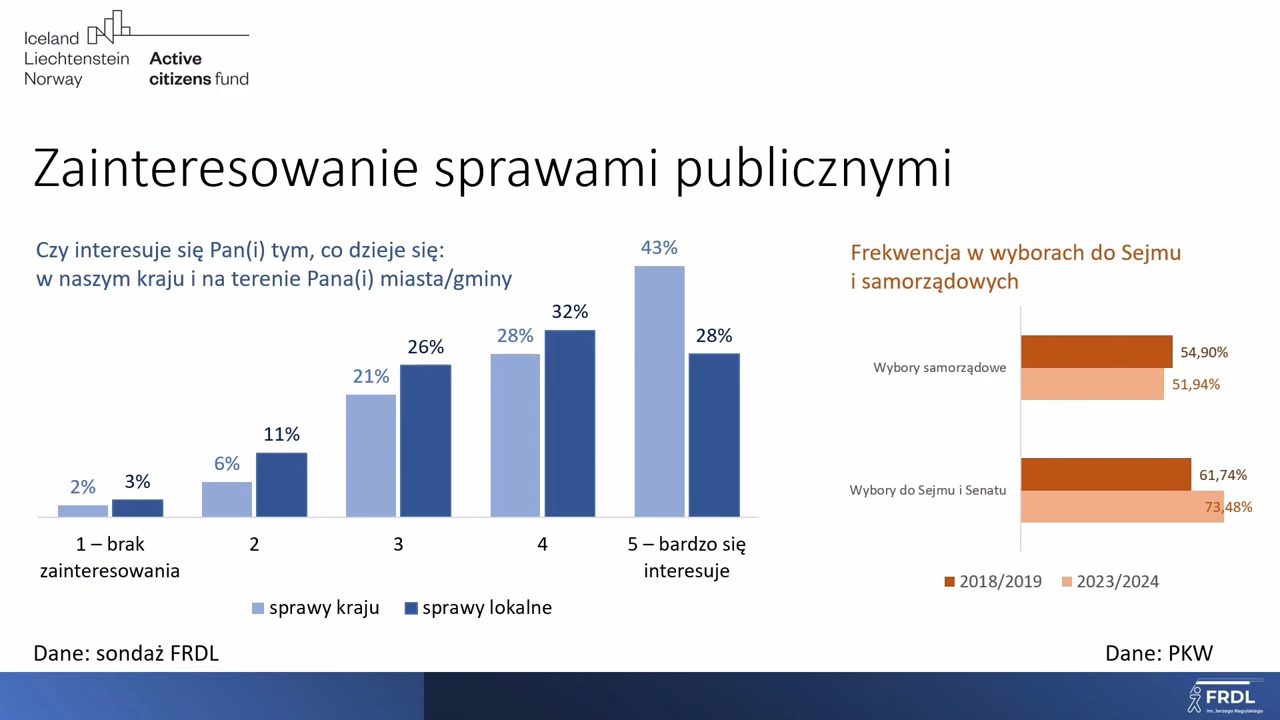 Iceland
Liechtenstein
Norway
Active
citizens fund
Zainteresowanie sprawami publicznymi
Czy interesuje się Pan(i) tym, co dzieje się:
w naszym kraju i na terenie Pana(i) miasta/gminy
2%
3%
6%
11%
21%
26%
28%
32%
43%
28%
1 – brak
zainteresowania
2
3
4
5 – bardzo się
interesuje
sprawy kraju
sprawy lokalne
Dane: sondaż FRDL
Frekwencja w wyborach do Sejmu
i samorządowych
Wybory samorządowe
54,90%
51,94%
Wybory do Sejmu i Senatu
61,74%
73,48%
2018/2019
2023/2024
Dane: PKW
FRDL
im. Jerzego Regulskiego